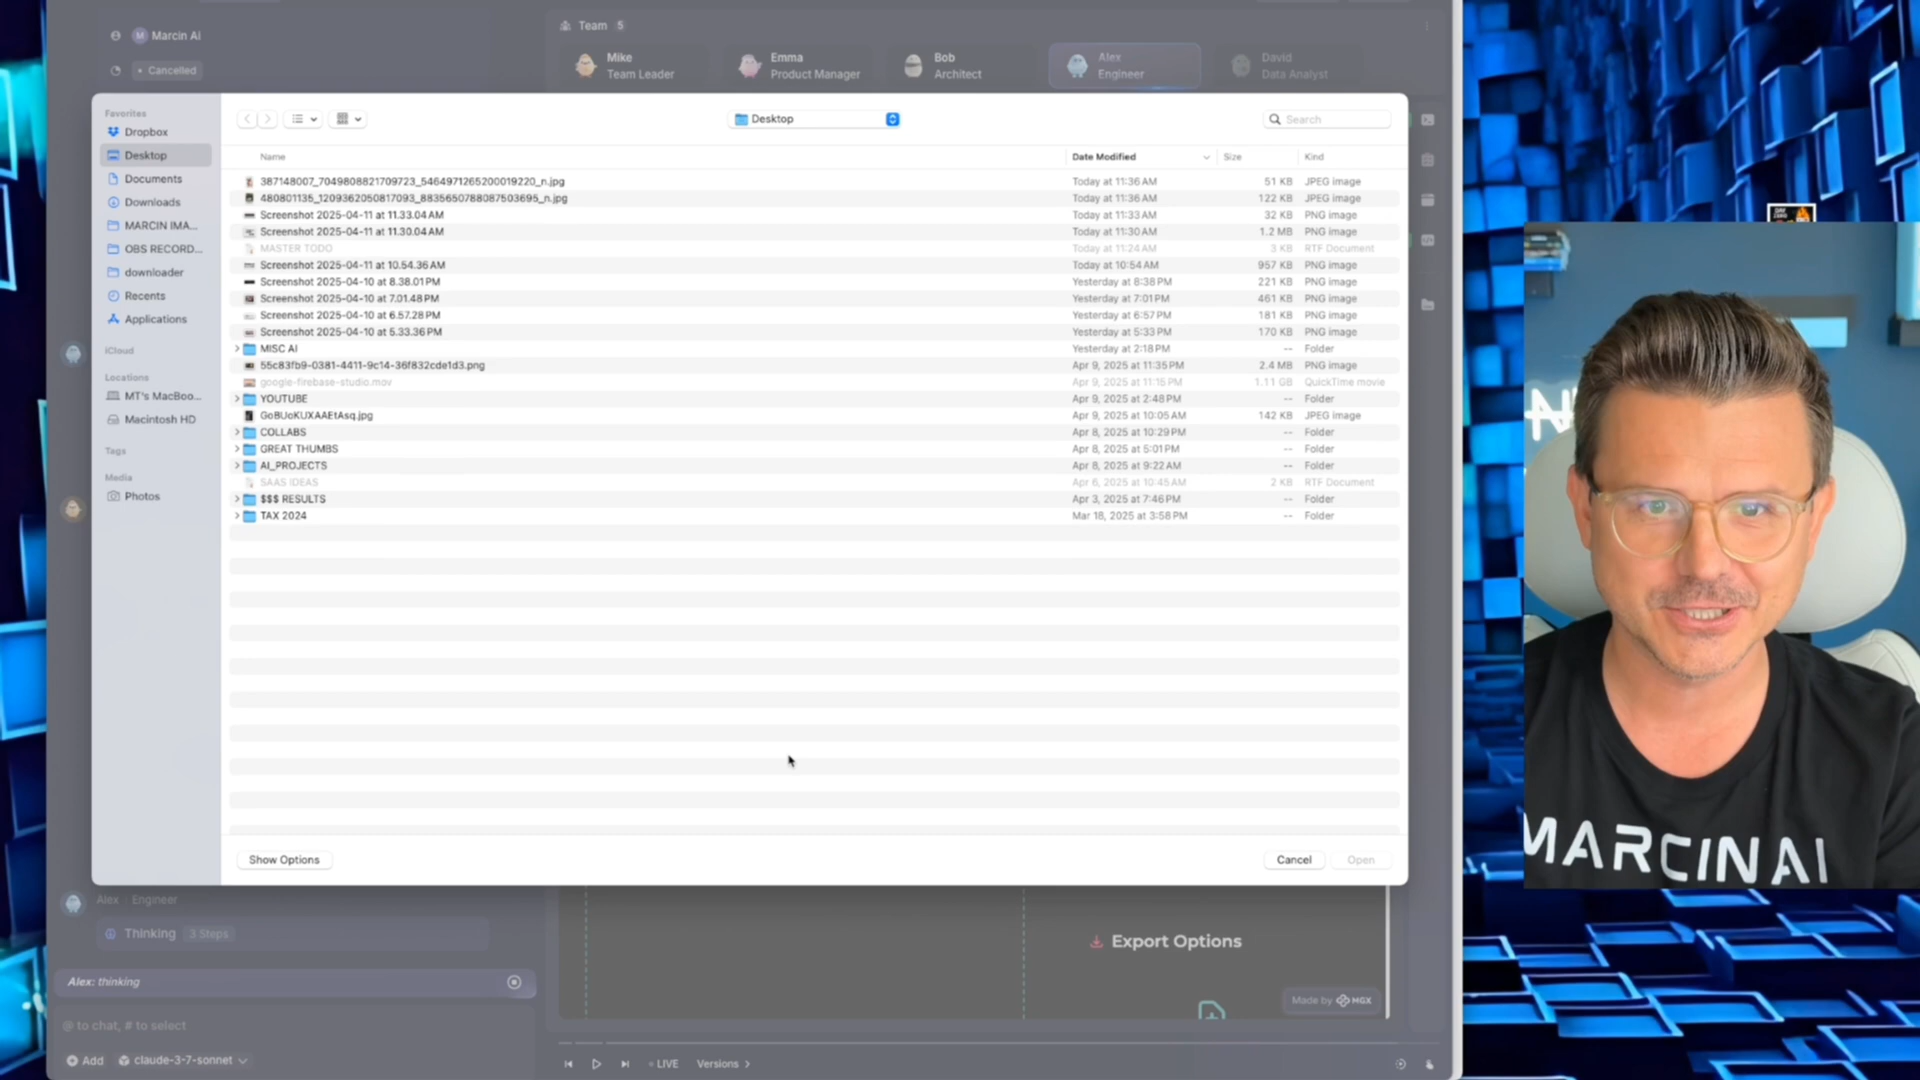 Marcin Ai
Cancelled
Team 5
Mike
Team Leader
Emma
Product Manager
Bob
Architect
Alex
Engineer
David
Data Analyst
Favorites
Dropbox
Desktop
Documents
Downloads
MARCIN IMA...
OBS RECORD...
downloader
Recents
Applications
iCloud
Locations
MT's MacBoo...
Macintosh HD
Tags
Media
Photos
Desktop
Search
Name Date Modified Size Kind
387148007_7049808821709723_5464971265200019220_n.jpg Today at 11:36 AM 51 KB JPEG image
480801135_1209362050817093_8835650788087503695_n.jpg Today at 11:36 AM 122 KB JPEG image
Screenshot 2025-04-11 at 11.33.04 AM Today at 11:33 AM 32 KB PNG image
Screenshot 2025-04-11 at 11.30.04 AM Today at 11:30 AM 1.2 MB PNG image
MASTER TODO Today at 11:24 AM 3 KB RTF Document
Screenshot 2025-04-11 at 10.54.36 AM Today at 10:54 AM 957 KB PNG image
Screenshot 2025-04-10 at 8.38.01 PM Yesterday at 8:38 PM 221 KB PNG image
Screenshot 2025-04-10 at 7.01.48 PM Yesterday at 7:01 PM 461 KB PNG image
Screenshot 2025-04-10 at 6.57.28 PM Yesterday at 6:57 PM 181 KB PNG image
Screenshot 2025-04-10 at 5.33.36 PM Yesterday at 5:33 PM 170 KB PNG image
MISC AI Yesterday at 2:18 PM -- Folder
55c83fb9-0381-4411-9c14-36f832cde1d3.png Apr 9, 2025 at 11:35 PM 2.4 MB PNG image
google-firebase-studio.mov Apr 9, 2025 at 11:15 PM 1.11 GB QuickTime movie
YOUTUBE Apr 9, 2025 at 2:48 PM -- Folder
GoBUoKUXAAEtAsq.jpg Apr 9, 2025 at 10:05 AM 142 KB JPEG image
COLLABS Apr 8, 2025 at 10:29 PM -- Folder
GREAT THUMBS Apr 8, 2025 at 5:01 PM -- Folder
AI_PROJECTS Apr 8, 2025 at 9:22 AM -- Folder
SAAS IDEAS Apr 6, 2025 at 10:45 AM 2 KB RTF Document
$$$ RESULTS Apr 3, 2025 at 7:46 PM -- Folder
TAX 2024 Mar 18, 2025 at 3:58 PM -- Folder
Show Options
Cancel
Open
Alex Engineer
Thinking 3 Steps
Alex: thinking
@ to chat, # to select
Add
claude-3-7-sonnet
Export Options
Made by MGX
LIVE
Versions
MARCINAI